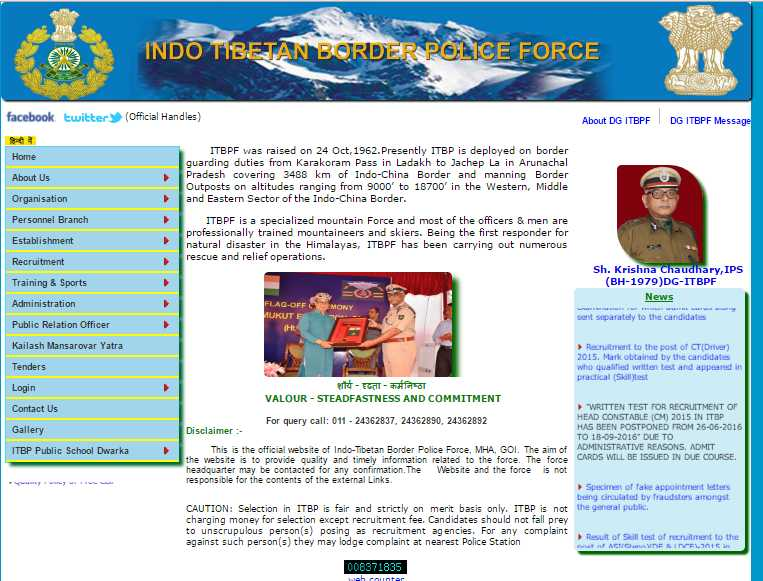 INDO TIBETAN BORDER POLICE FORCE
facebook twitter (Official Handles)
About DG ITBPF
DG ITBPF Message
हिन्दी में
Home
About Us
Organisation
Personnel Branch
Establishment
Recruitment
Training & Sports
Administration
Public Relation Officer
Kailash Mansarovar Yatra
Tenders
Login
Contact Us
Gallery
ITBP Public School Dwarka
ITBPF was raised on 24 Oct,1962.Presently ITBP is deployed on border
guarding duties from Karakoram Pass in Ladakh to Jachep La in Arunachal
Pradesh covering 3488 km of Indo-China Border and manning Border
Outposts on altitudes ranging from 9000’ to 18700’ in the Western, Middle
and Eastern Sector of the Indo-China Border.
ITBPF is a specialized mountain Force and most of the officers & men are
professionally trained mountaineers and skiers. Being the first responder for
natural disaster in the Himalayas, ITBPF has been carrying out numerous
rescue and relief operations.
FLAG-OFF CEREMONY
MUKUT
शौर्य - दृढता - कर्मनिष्ठा
VALOUR - STEADFASTNESS AND COMMITMENT
For query call: 011 - 24362837, 24362890, 24362892
Disclaimer :-
This is the official website of Indo-Tibetan Border Police Force, MHA, GOI. The aim of
the website is to provide quality and timely information related to the force. The force
headquarter may be contacted for any confirmation.The Website and the force is not
responsible for the contents of the external Links.
CAUTION: Selection in ITBP is fair and strictly on merit basis only. ITBP is not
charging money for selection except recruitment fee. Candidates should not fall prey
to unscrupulous person(s) posing as recruitment agencies. For any complaint
against such person(s) they may lodge complaint at nearest Police Station
008371835
web counter
Sh. Krishna Chaudhary,IPS
(BH-1979)DG-ITBPF
News
sent separately to the candidates
Recruitment to the post of CT(Driver)
2015. Mark obtained by the candidates
who qualified written test and appeared in
practical (Skill)test
"WRITTEN TEST FOR RECRUITMENT OF
HEAD CONSTABLE (CM) 2015 IN ITBP
HAS BEEN POSTPONED FROM 26-06-2016
TO 18-09-2016" DUE TO
ADMINISTRATIVE REASONS. ADMIT
CARDS WILL BE ISSUED IN DUE COURSE.
Specimen of fake appointment letters
being circulated by fraudsters amongst
the general public.
Result of Skill test of recruitment to the